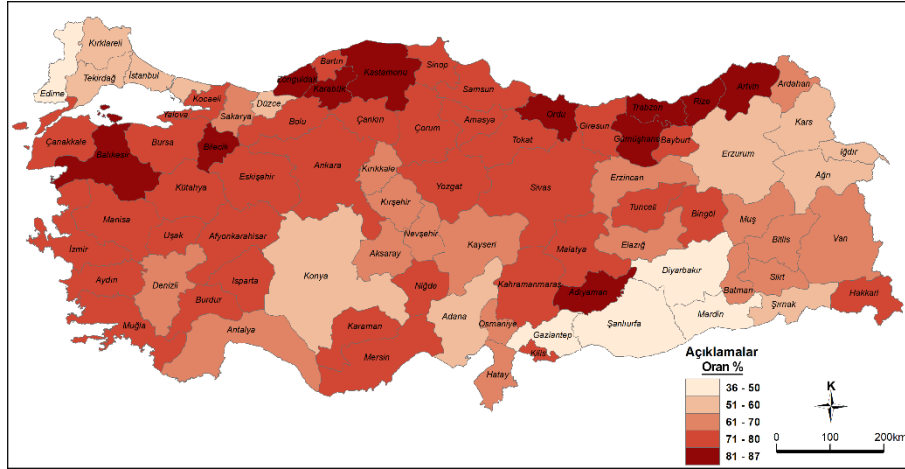 Kırklareli
Edirne
Tekirdağ
İstanbul
Kocaeli
Yalova
Sakarya
Düzce
Bolu
Zonguldak
Bartın
Karabük
Kastamonu
Sinop
Samsun
Çankırı
Çorum
Amasya
Tokat
Ordu
Giresun
Trabzon
Rize
Artvin
Ardahan
Gümüşhane
Bayburt
Kars
Iğdır
Ağrı
Erzurum
Erzincan
Çanakkale
Balıkesir
Bursa
Bilecik
Eskişehir
Kütahya
Ankara
Kırıkkale
Kırşehir
Yozgat
Sivas
Tunceli
Bingöl
Muş
Bitlis
Van
Manisa
Uşak
Afyonkarahisar
İzmir
Aydın
Denizli
Isparta
Burdur
Muğla
Antalya
Konya
Aksaray
Nevşehir
Kayseri
Niğde
Karaman
Mersin
Adana
Osmaniye
Hatay
Kahramanmaraş
Malatya
Elazığ
Adıyaman
Gaziantep
Kilis
Şanlıurfa
Diyarbakır
Mardin
Batman
Siirt
Şırnak
Hakkari
Açıklamalar
Oran %
36 - 50
51 - 60
61 - 70
71 - 80
81 - 87
K
0 100 200km